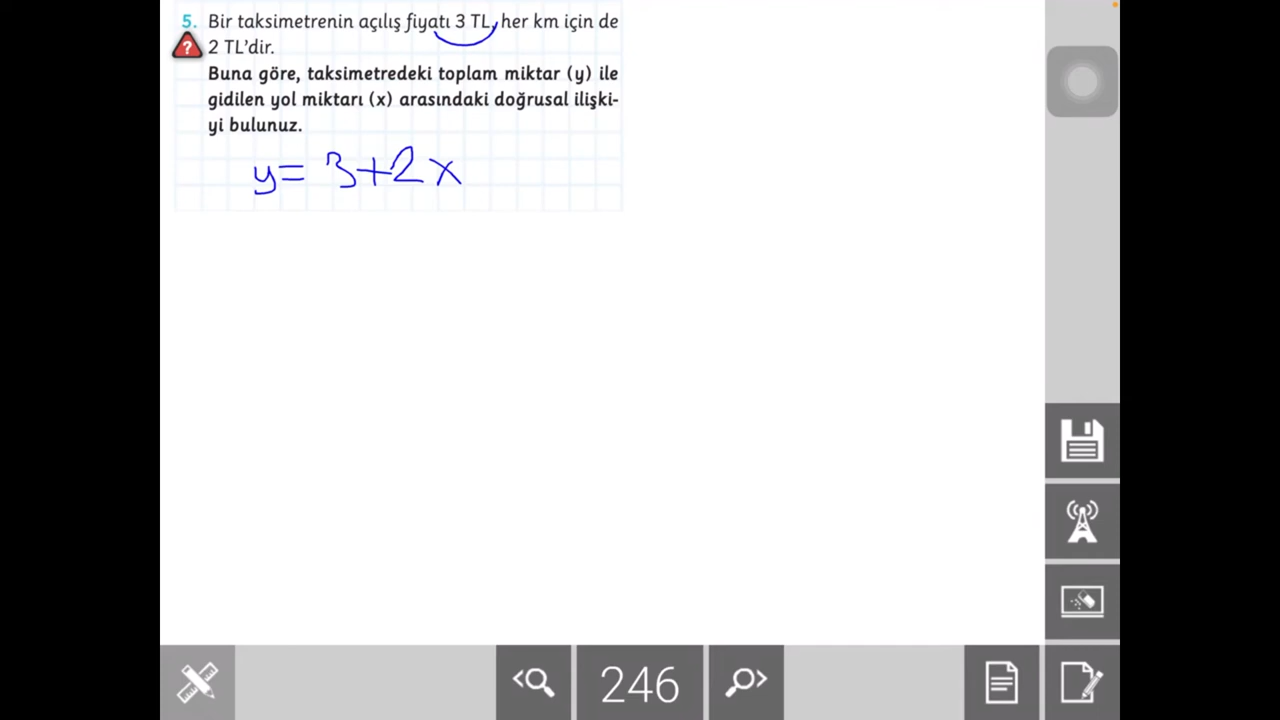 5. Bir taksimetrenin açılış fiyatı 3 TL, her km için de
? 2 TL'dir.
Buna göre, taksimetredeki toplam miktar (y) ile
gidilen yol miktarı (x) arasındaki doğrusal ilişki-
yi bulunuz.
y= 3+2x
246